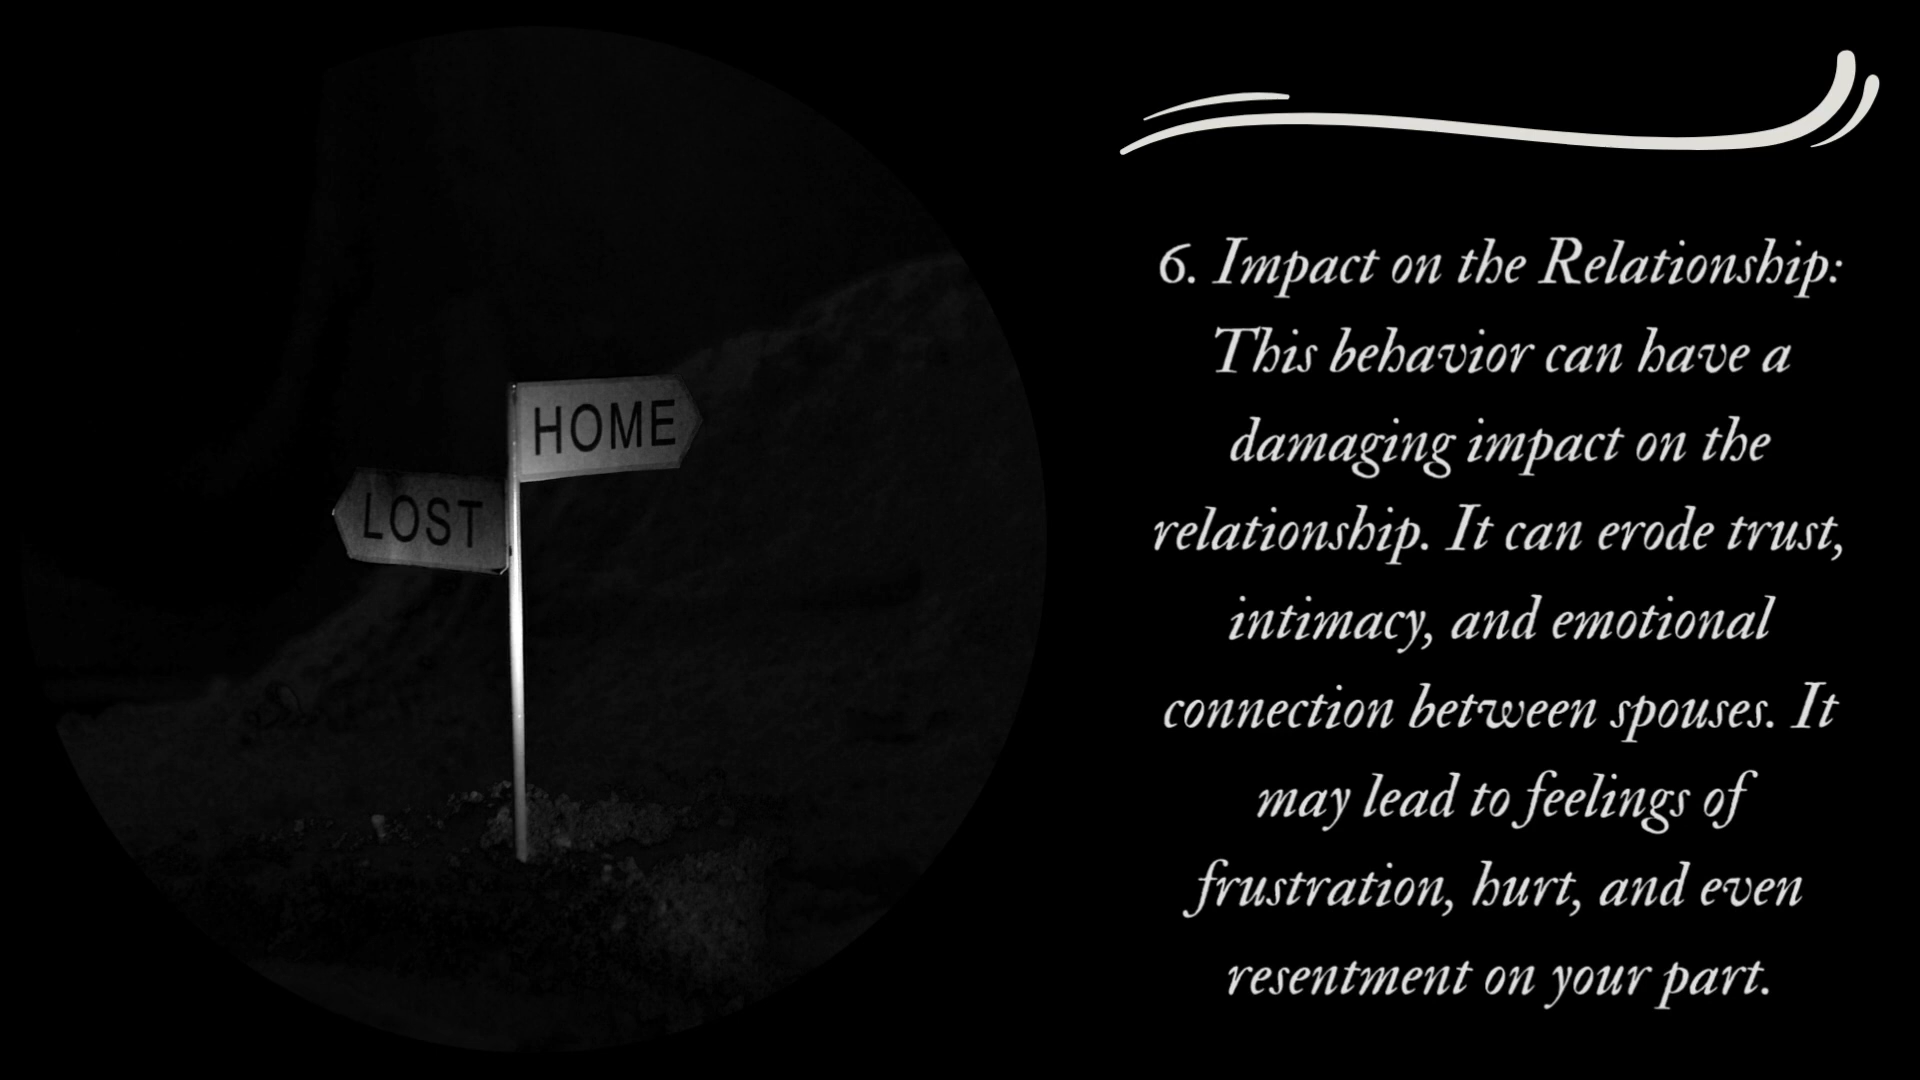 HOME
LOST
6. Impact on the Relationship:
This behavior can have a
damaging impact on the
relationship. It can erode trust,
intimacy, and emotional
connection between spouses. It
may lead to feelings of
frustration, hurt, and even
resentment on your part.